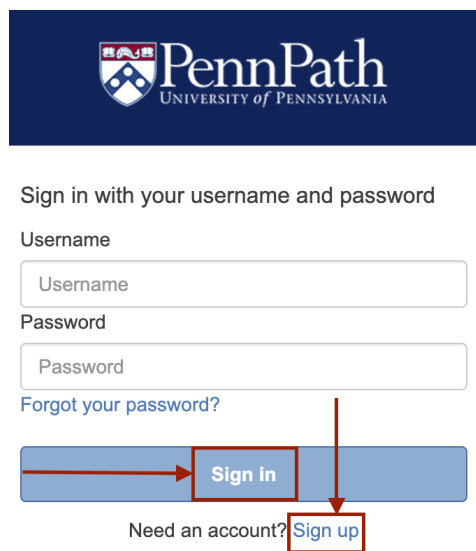 PennPath
UNIVERSITY of PENNSYLVANIA
Sign in with your username and password
Username
Username
Password
Password
Forgot your password?
Sign in
Need an account? Sign up